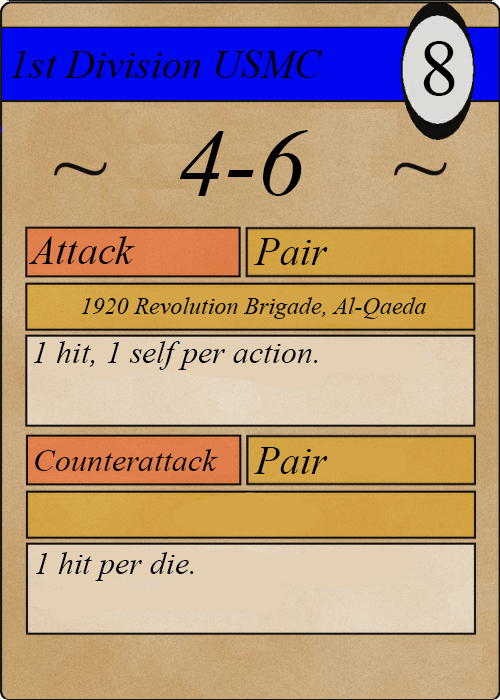 1st Division USMC
8
~ 4-6 ~
Attack
Pair
1920 Revolution Brigade, Al-Qaeda
1 hit, 1 self per action.
Counterattack
Pair
1 hit per die.